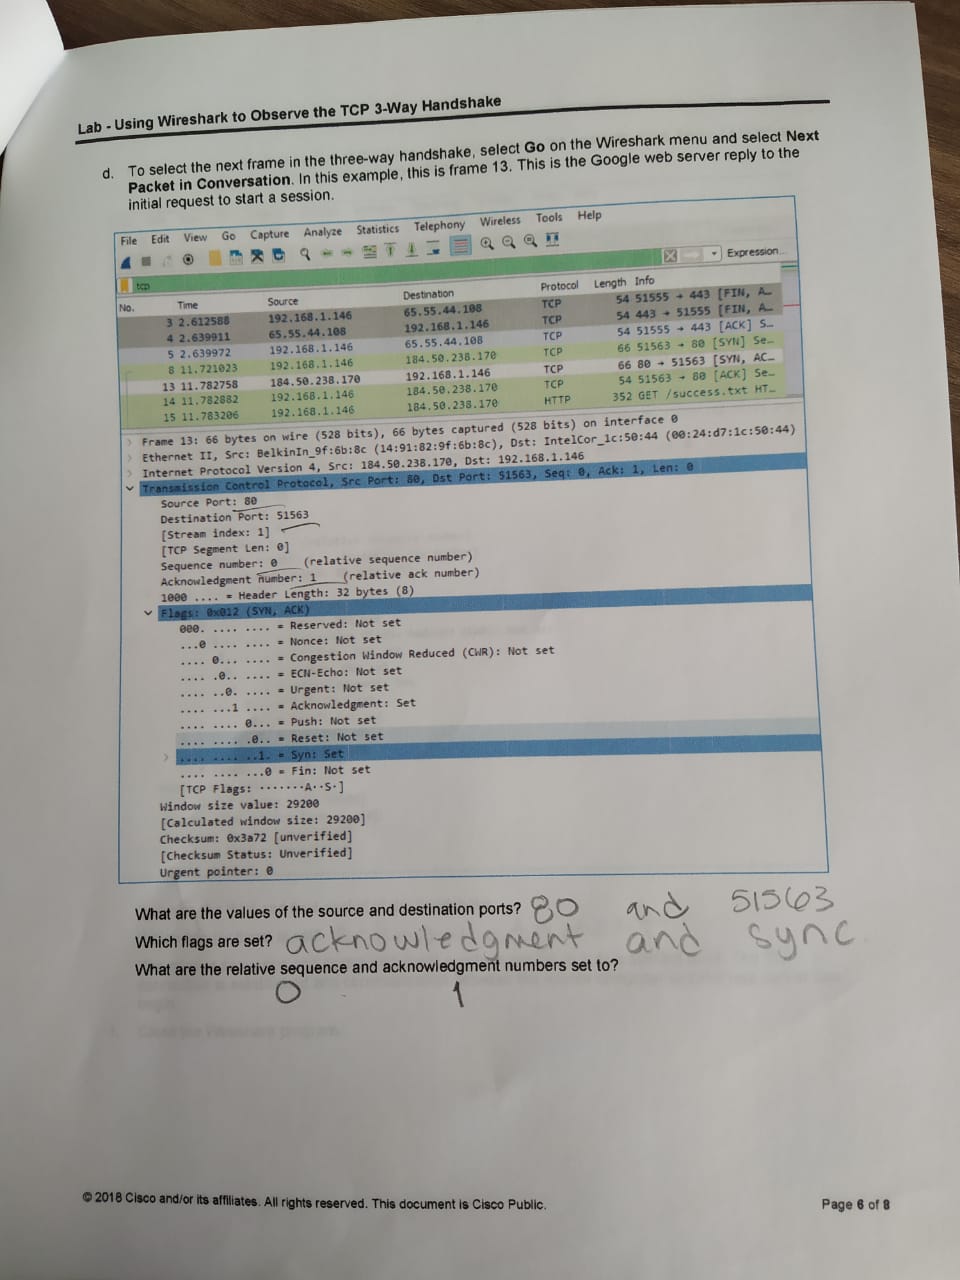 Lab - Using Wireshark to Observe the TCP 3-Way Handshake
d. To select the next frame in the three-way handshake, select Go on the Wireshark menu and select Next
Packet in Conversation. In this example, this is frame 13. This is the Google web server reply to the
initial request to start a session.
File Edit View Go Capture Analyze Statistics Telephony Wireless Tools Help
tcp Expression...
No. Time Source Destination Protocol Length Info
3 2.612588 192.168.1.146 65.55.44.108 TCP 54 51555 → 443 [FIN, A…
4 2.639911 65.55.44.108 192.168.1.146 TCP 54 443 → 51555 [FIN, A…
5 2.639972 192.168.1.146 65.55.44.108 TCP 54 51555 → 443 [ACK] S…
8 11.721023 192.168.1.146 184.50.238.170 TCP 66 51563 → 80 [SYN] Se…
13 11.782758 184.50.238.170 192.168.1.146 TCP 66 80 → 51563 [SYN, AC…
14 11.782882 192.168.1.146 184.50.238.170 TCP 54 51563 → 80 [ACK] Se…
15 11.783206 192.168.1.146 184.50.238.170 HTTP 352 GET /success.txt HT…
Frame 13: 66 bytes on wire (528 bits), 66 bytes captured (528 bits) on interface 0
Ethernet II, Src: BelkinIn_9f:6b:8c (14:91:82:9f:6b:8c), Dst: IntelCor_1c:50:44 (00:24:d7:1c:50:44)
Internet Protocol Version 4, Src: 184.50.238.170, Dst: 192.168.1.146
Transmission Control Protocol, Src Port: 80, Dst Port: 51563, Seq: 0, Ack: 1, Len: 0
Source Port: 80
Destination Port: 51563
[Stream index: 1]
[TCP Segment Len: 0]
Sequence number: 0 (relative sequence number)
Acknowledgment number: 1 (relative ack number)
1000 .... = Header Length: 32 bytes (8)
Flags: 0x012 (SYN, ACK)
000. .... .... = Reserved: Not set
...0 .... .... = Nonce: Not set
.... 0... .... = Congestion Window Reduced (CWR): Not set
.... .0.. .... = ECN-Echo: Not set
.... ..0. .... = Urgent: Not set
.... ...1 .... = Acknowledgment: Set
.... .... 0... = Push: Not set
.... .... .0.. = Reset: Not set
.... .... ..1. = Syn: Set
.... .... ...0 = Fin: Not set
[TCP Flags: ·······A··S·]
Window size value: 29200
[Calculated window size: 29200]
Checksum: 0x3a72 [unverified]
[Checksum Status: Unverified]
Urgent pointer: 0
What are the values of the source and destination ports? 80 and 51563
Which flags are set? acknowledgment and sync
What are the relative sequence and acknowledgment numbers set to?
0 1
© 2018 Cisco and/or its affiliates. All rights reserved. This document is Cisco Public. Page 6 of 8